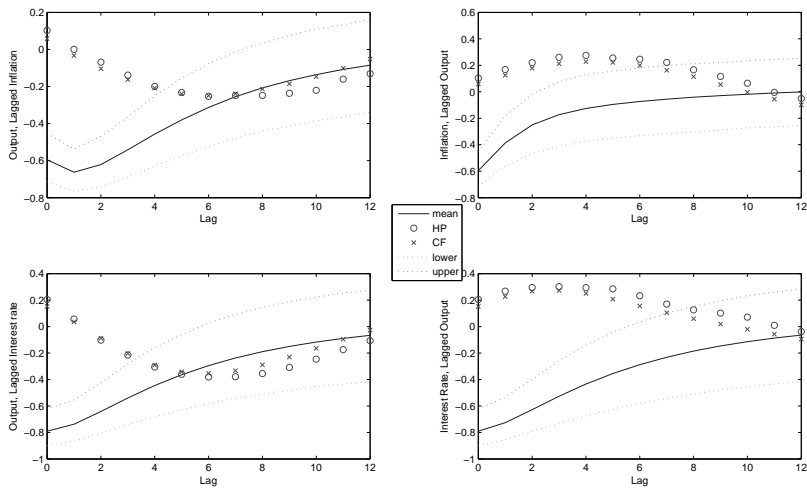 0.2
0
−0.2
−0.4
−0.6
−0.8
0 2 4 6 8 10 12
Lag
Output, Lagged Inflation
0.6
0.4
0.2
0
−0.2
−0.4
−0.6
−0.8
0 2 4 6 8 10 12
Lag
Inflation, Lagged Output
mean
HP
CF
lower
upper
0.4
0.2
0
−0.2
−0.4
−0.6
−0.8
−1
0 2 4 6 8 10 12
Lag
Output, Lagged Interest rate
0.4
0.2
0
−0.2
−0.4
−0.6
−0.8
−1
0 2 4 6 8 10 12
Lag
Interest Rate, Lagged Output